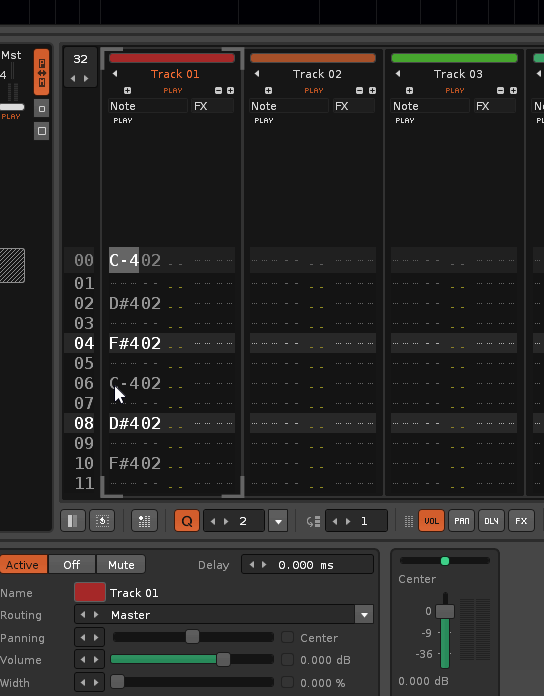 Mst
4
PLAY
32
Track 01
Track 02
Track 03
PLAY
PLAY
PLAY
Note FX
Note FX
Note FX
PLAY
PLAY
PLAY
00 C-402
01
02 D#402
03
04 F#402
05
06 C-402
07
08 D#402
09
10 F#402
11
Q 2 1 VOL PAN DLY FX
Active Off Mute Delay 0.000 ms
Name Track 01
Routing Master
Panning Center
Volume 0.000 dB
Width 0.000 %
Center
0
-9
-36
0.000 dB